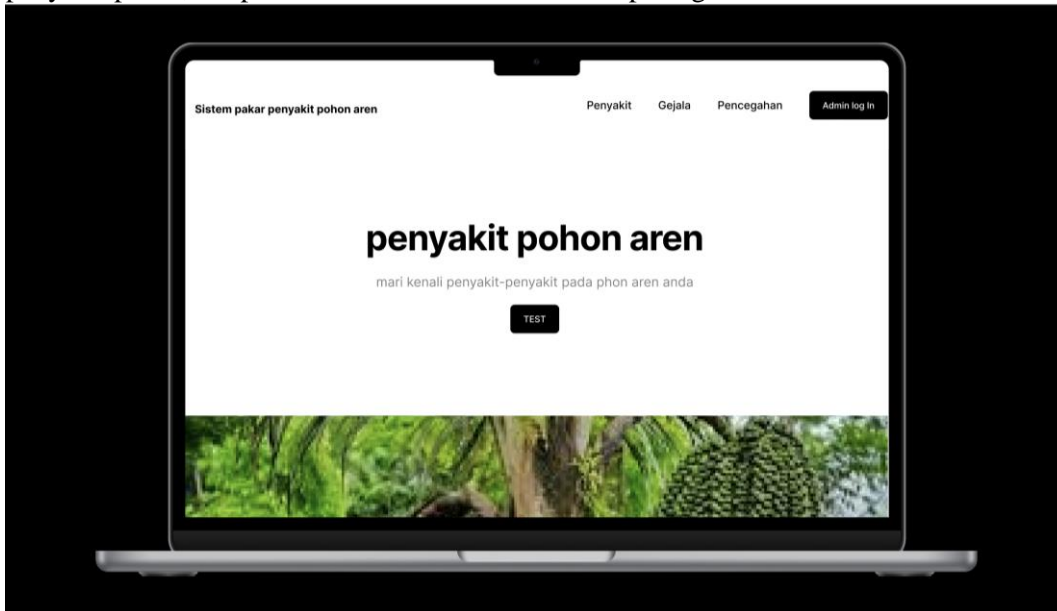 Sistem pakar penyakit pohon aren
Penyakit Gejala Pencegahan Admin log In
penyakit pohon aren
mari kenali penyakit-penyakit pada phon aren anda
TEST